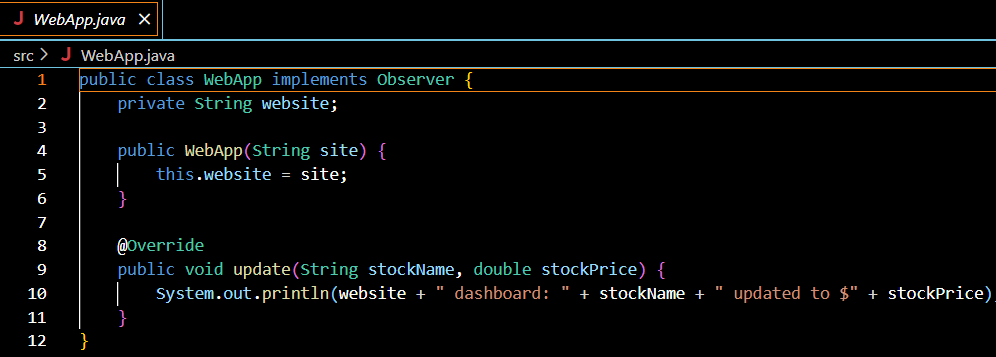 J WebApp.java ×
src > J WebApp.java
1 public class WebApp implements Observer {
2     private String website;
3
4     public WebApp(String site) {
5         this.website = site;
6     }
7
8     @Override
9     public void update(String stockName, double stockPrice) {
10         System.out.println(website + " dashboard: " + stockName + " updated to $" + stockPrice)
11     }
12 }